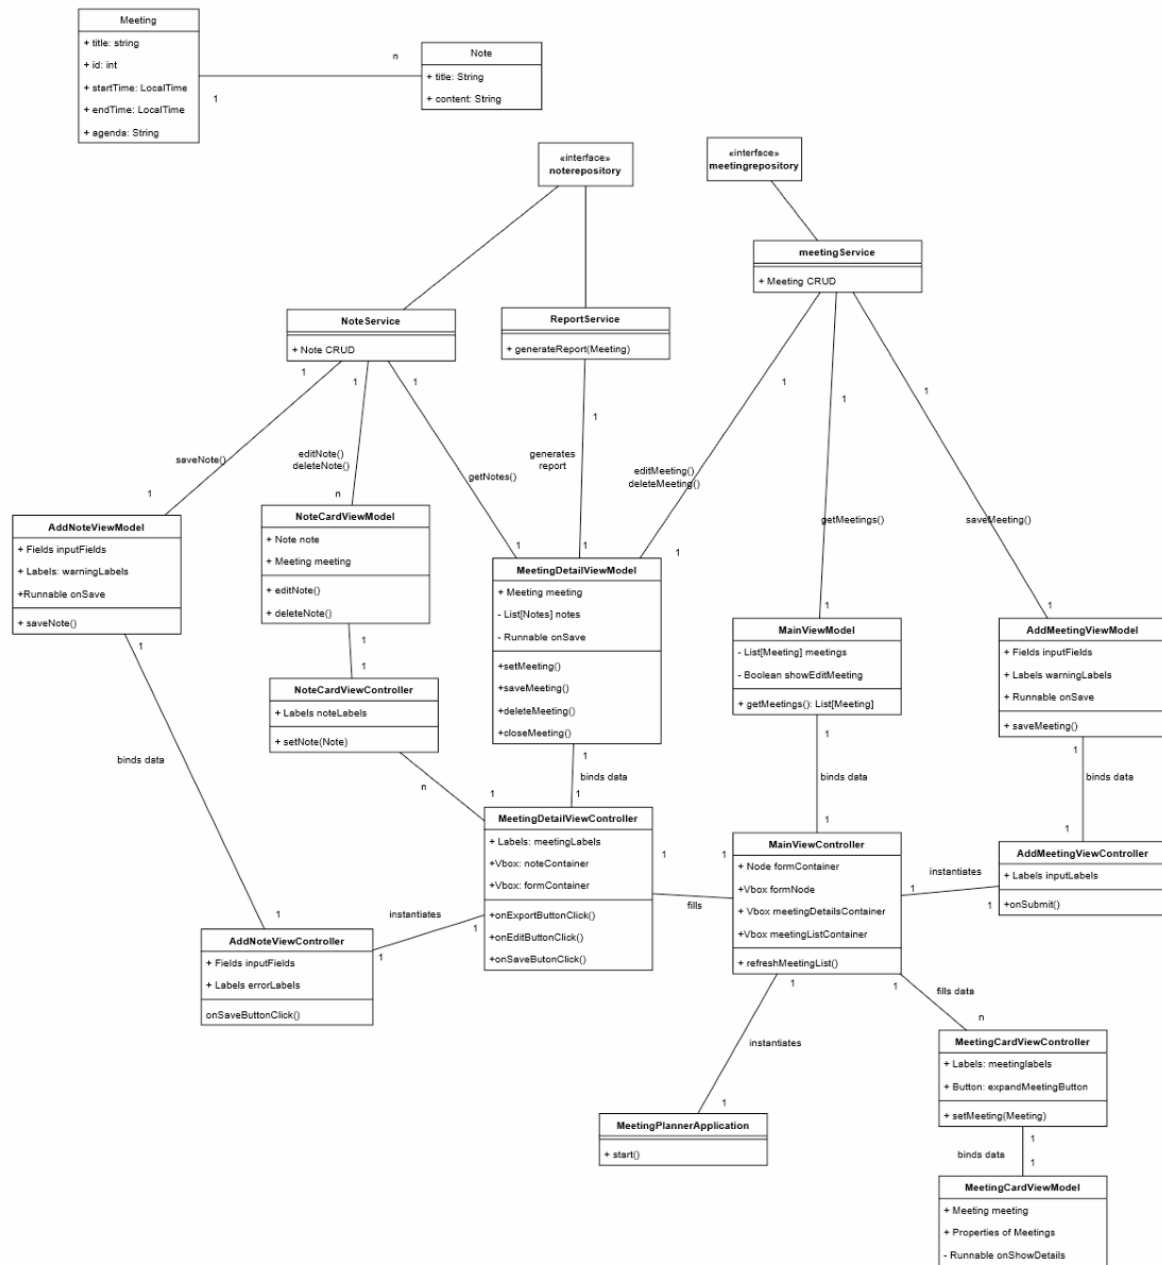 Meeting
+ title: string
+ id: int
+ startTime: LocalTime
+ endTime: LocalTime
+ agenda: String
n
1
Note
+ title: String
+ content: String
«interface»
noterepository
«interface»
meetingrepository
meetingService
+ Meeting CRUD
NoteService
+ Note CRUD
ReportService
+ generateReport(Meeting)
1
1
1
1
1
1
1
saveNote()
editNote()
deleteNote()
getNotes()
generates
report
editMeeting()
deleteMeeting()
getMeetings()
saveMeeting()
1
n
1
1
1
1
1
AddNoteViewModel
+ Fields inputFields
+ Labels: warningLabels
+Runnable onSave
+ saveNote()
NoteCardViewModel
+ Note note
+ Meeting meeting
+ editNote()
+ deleteNote()
MeetingDetailViewModel
+ Meeting meeting
- List[Notes] notes
- Runnable onSave
+setMeeting()
+saveMeeting()
+deleteMeeting()
+closeMeeting()
MainViewModel
- List[Meeting] meetings
- Boolean showEditMeeting
+ getMeetings(): List[Meeting]
AddMeetingViewModel
+ Fields inputFields
+ Labels warningLabels
+ Runnable onSave
+ saveMeeting()
1
1
1
NoteCardViewController
+ Labels noteLabels
+ setNote(Note)
binds data
n
1
1
binds data
1
1
binds data
1
1
binds data
1
MeetingDetailViewController
+ Labels: meetingLabels
+Vbox: noteContainer
+Vbox: formContainer
+onExportButtonClick()
+onEditButtonClick()
+onSaveButonClick()
1
1
fills
MainViewController
+ Node formContainer
+Vbox formNode
+ Vbox meetingDetailsContainer
+Vbox meetingListContainer
+ refreshMeetingList()
instantiates
1
1
AddMeetingViewController
+ Labels inputLabels
+onSubmit()
1
instantiates
1
1
AddNoteViewController
+ Fields inputFields
+ Labels errorLabels
onSaveButtonClick()
1
1
fills data
n
instantiates
1
MeetingPlannerApplication
+ start()
MeetingCardViewController
+ Labels: meetinglabels
+ Button: expandMeetingButton
+ setMeeting(Meeting)
1
binds data
1
MeetingCardViewModel
+ Meeting meeting
+ Properties of Meetings
- Runnable onShowDetails